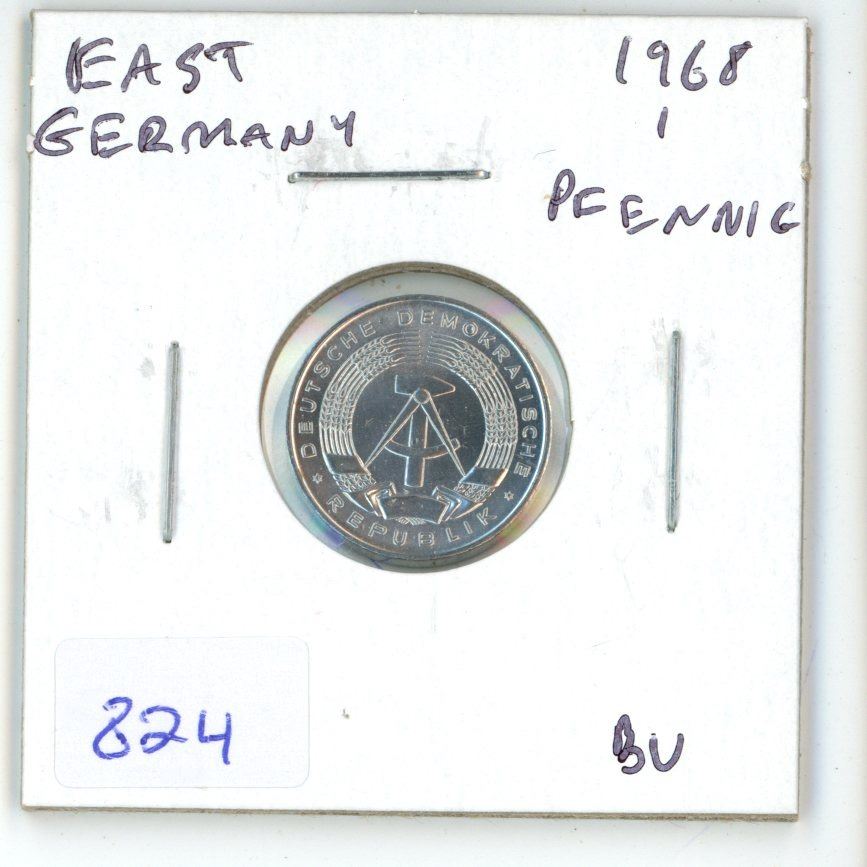 EAST
GERMANY
1968
1
PFENNIG
DEUTSCHE DEMOKRATISCHE
REPUBLIK
824
BU